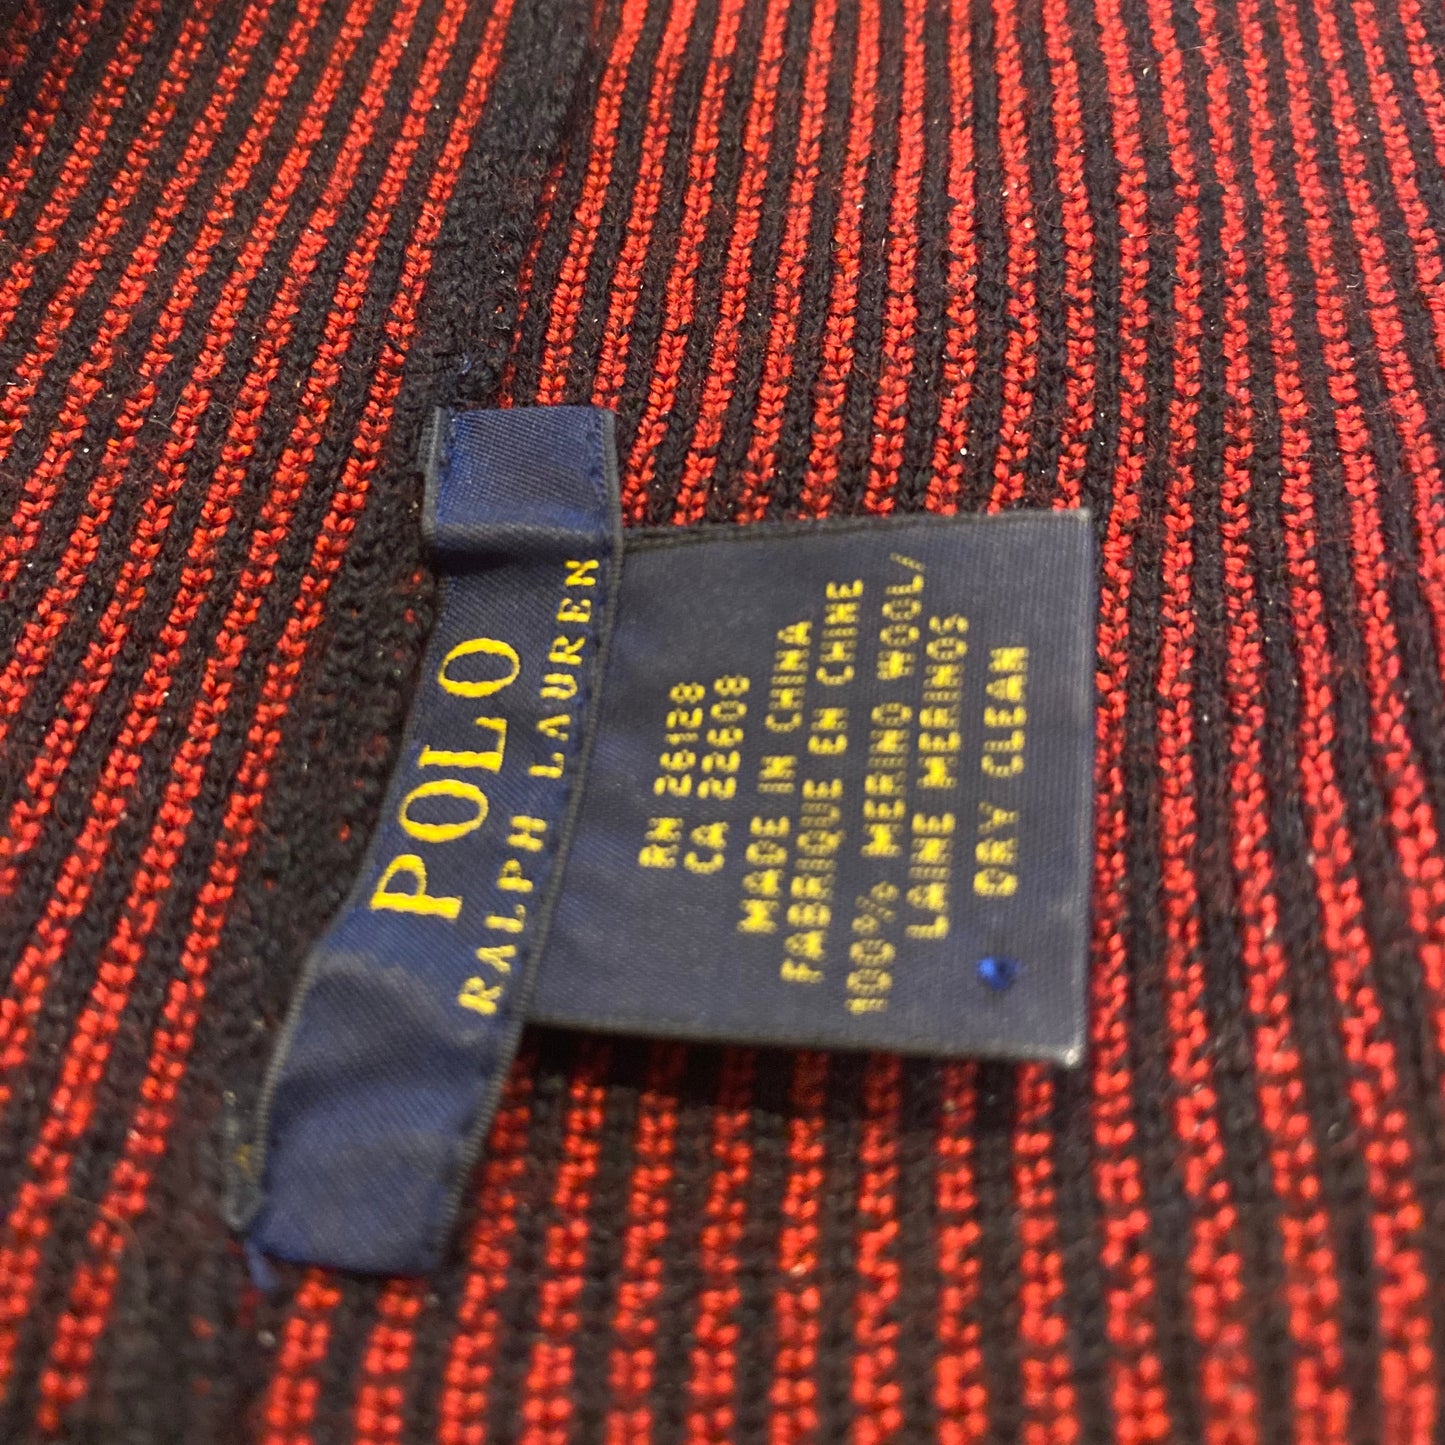 POLO
RALPH LAUREN
RN 26128
CA 22608
MADE IN CHINA
FABRIQUE EN CHINE
100% MERINO WOOL/
LAINE MERINOS
DRY CLEAN